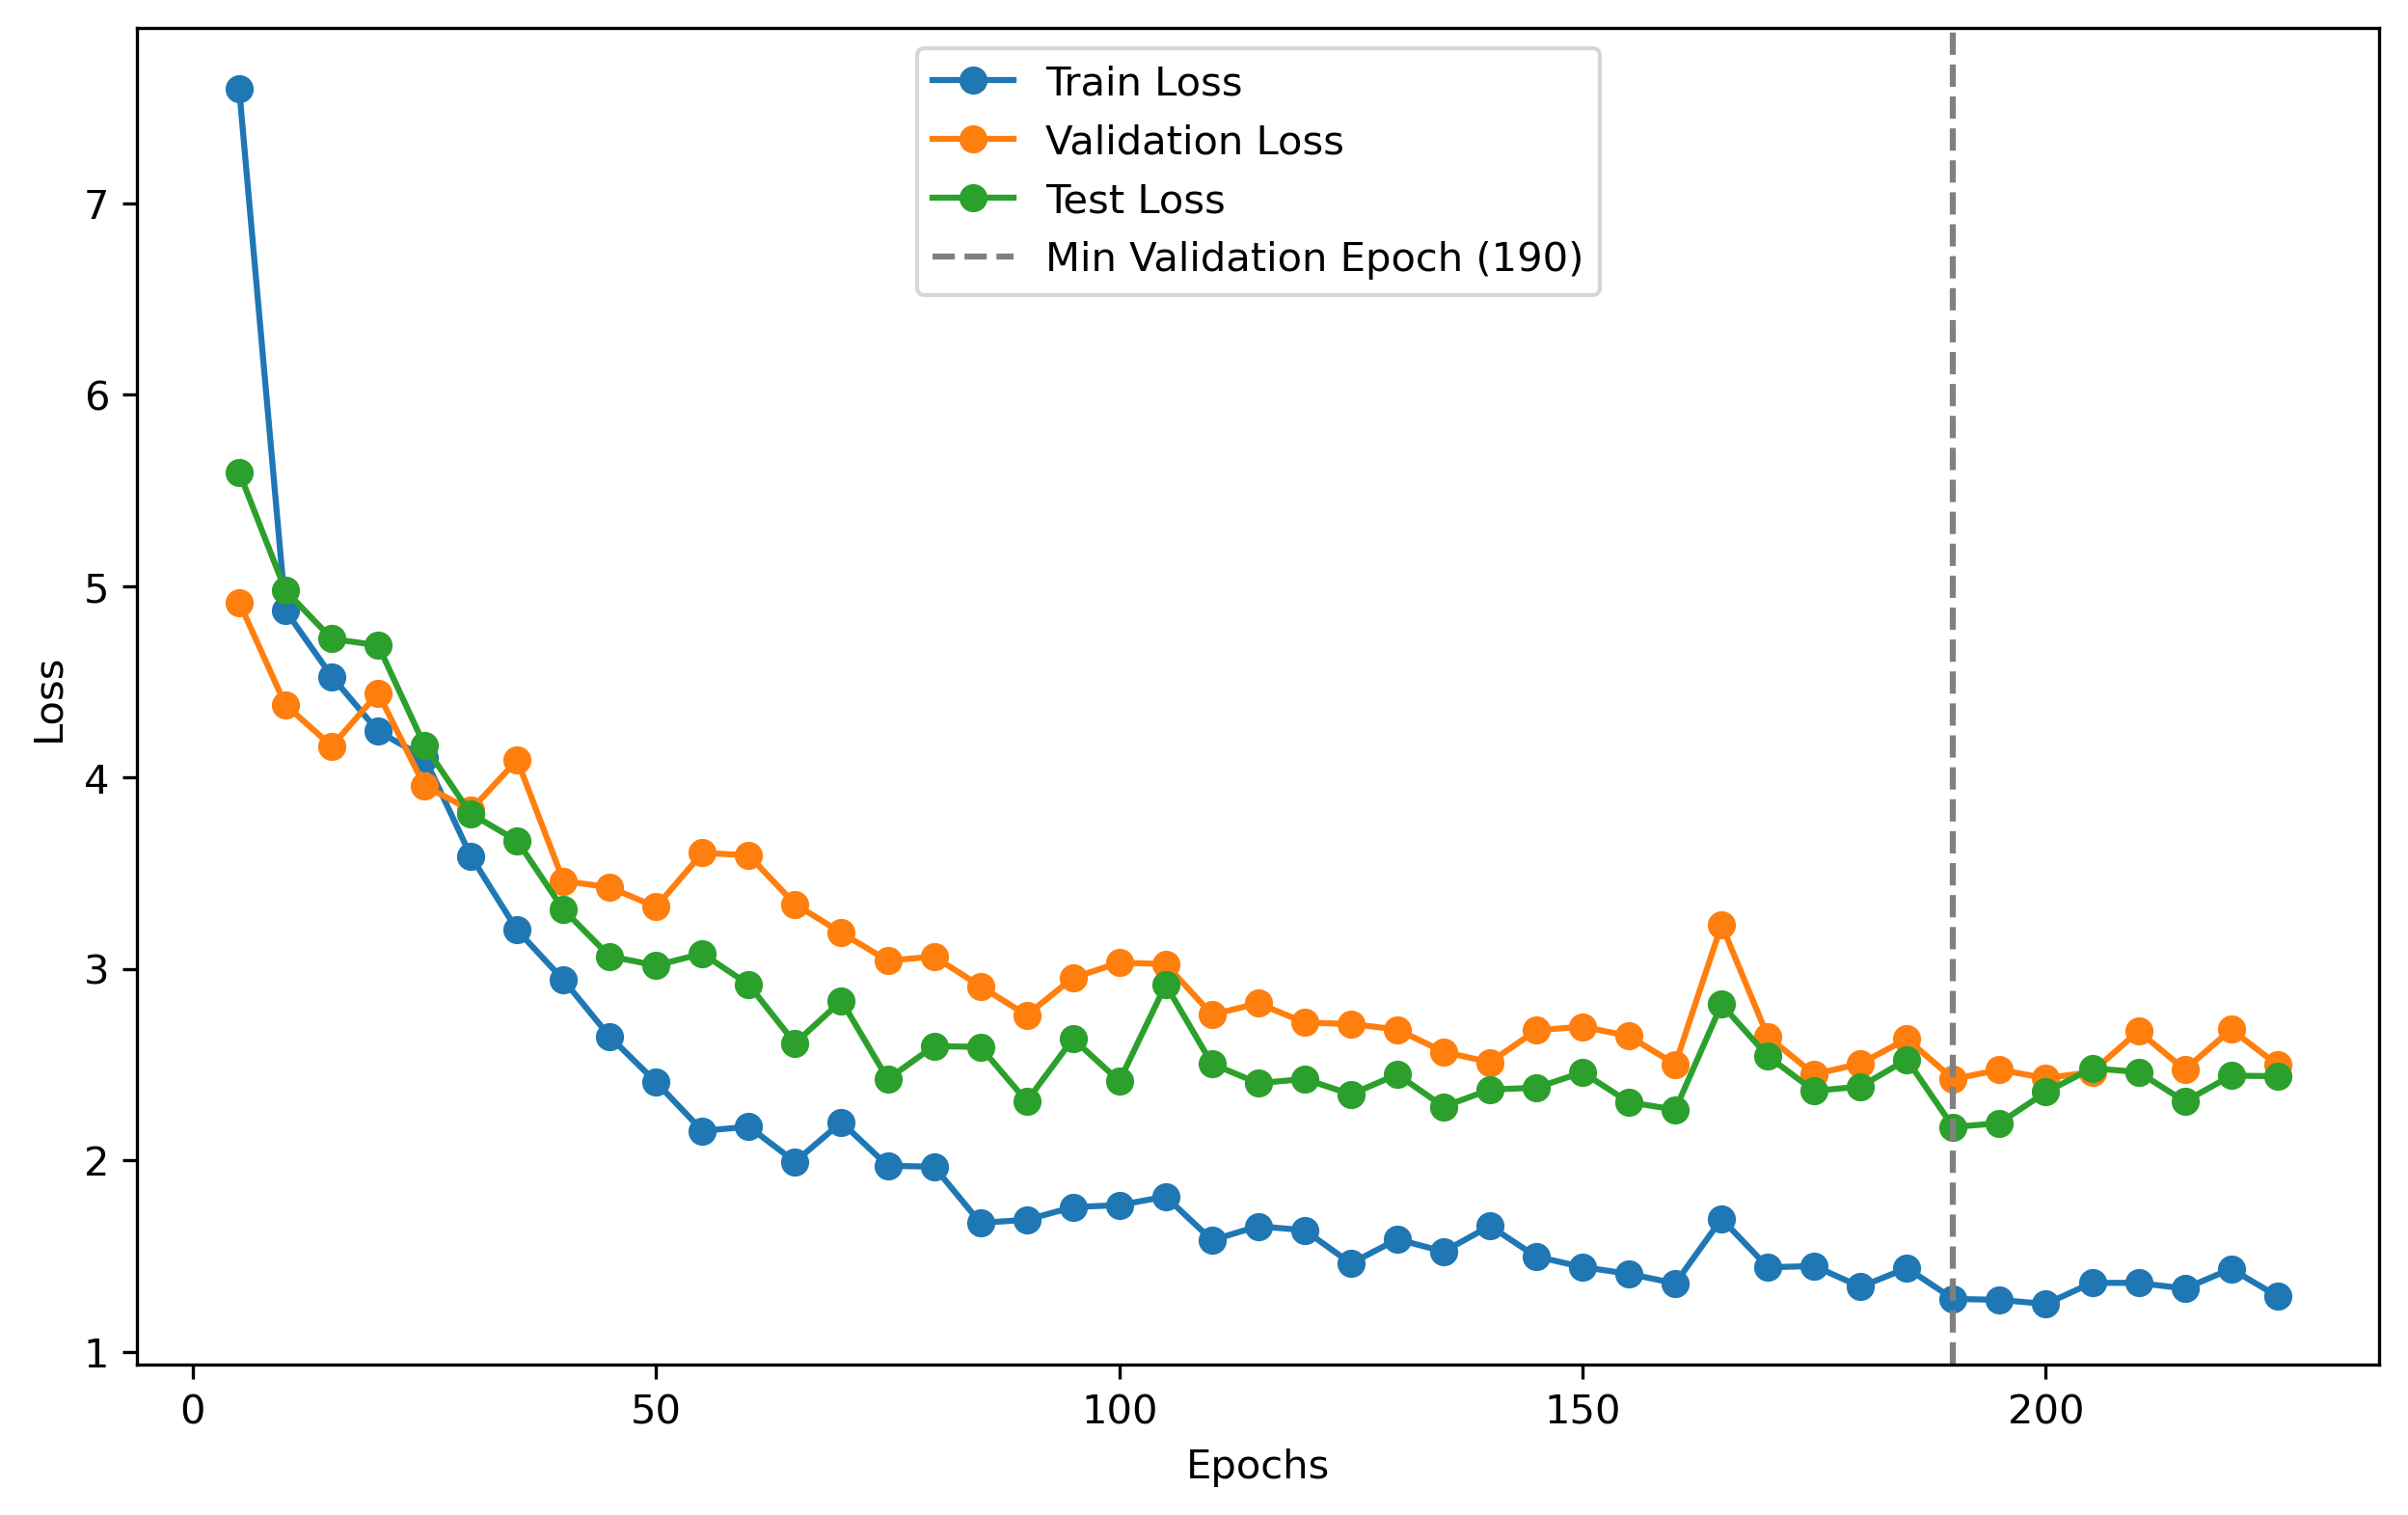 Train Loss
Validation Loss
Test Loss
Min Validation Epoch (190)
7
6
5
4
3
2
1
Loss
0 50 100 150 200
Epochs